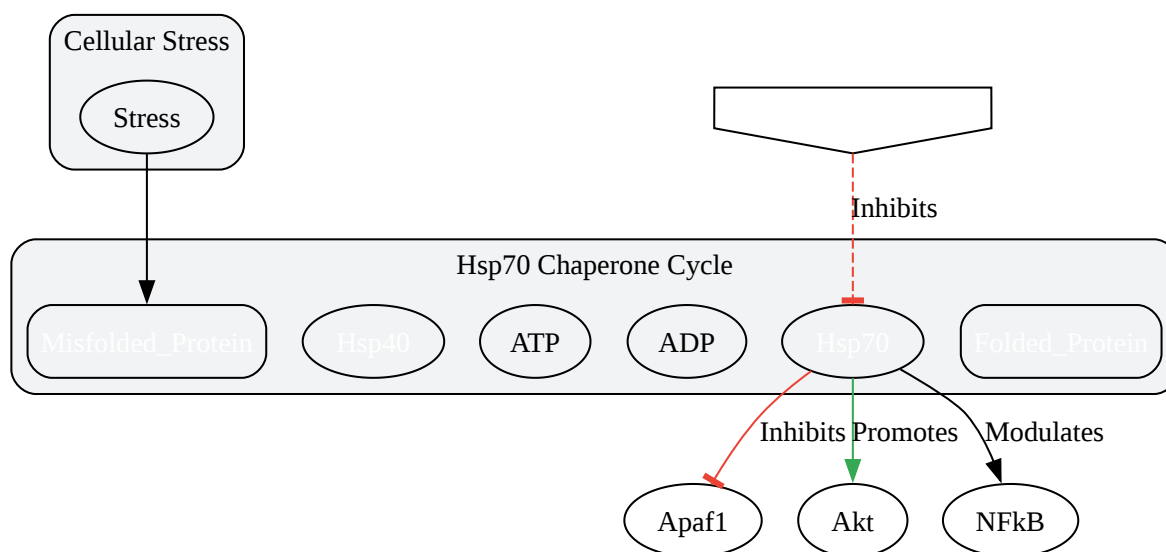 Cellular Stress
Stress
Inhibits
Hsp70 Chaperone Cycle
Misfolded_Protein
Hsp40
ATP
ADP
Hsp70
Folded_Protein
Inhibits
Promotes
Modulates
Apaf1
Akt
NFkB